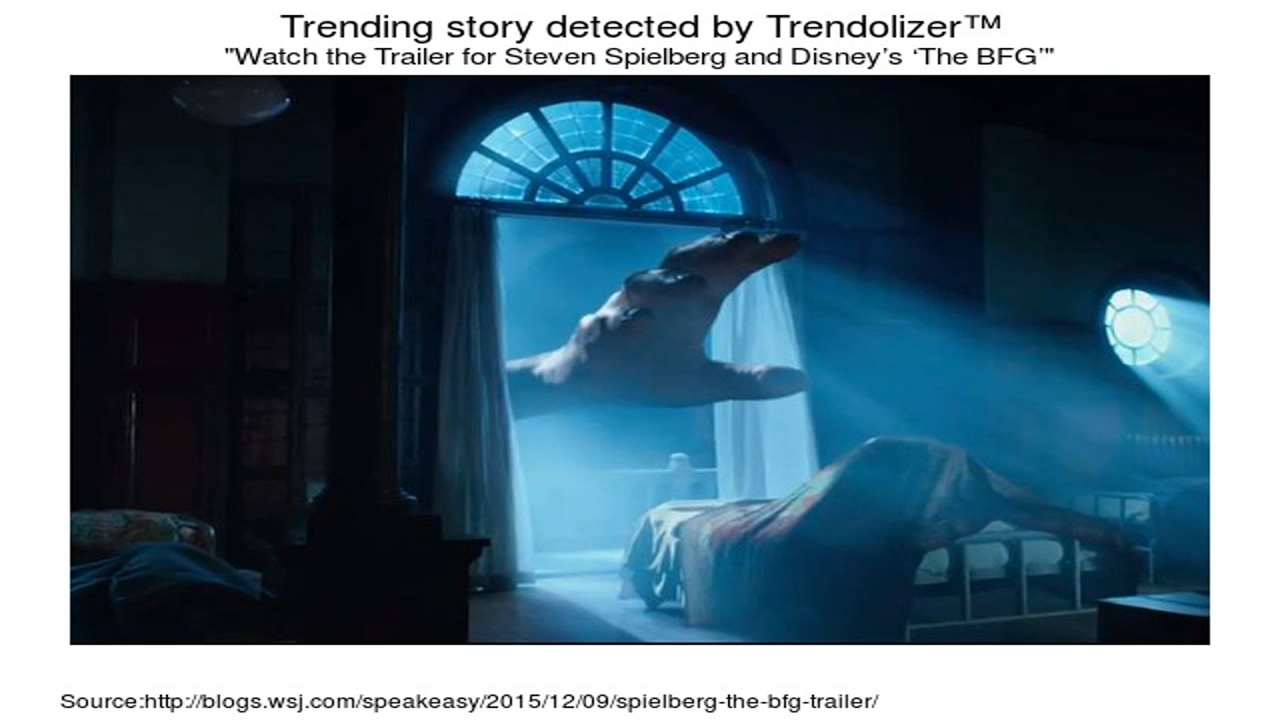 Trending story detected by Trendolizer™
"Watch the Trailer for Steven Spielberg and Disney’s ‘The BFG’"
Source:http://blogs.wsj.com/speakeasy/2015/12/09/spielberg-the-bfg-trailer/